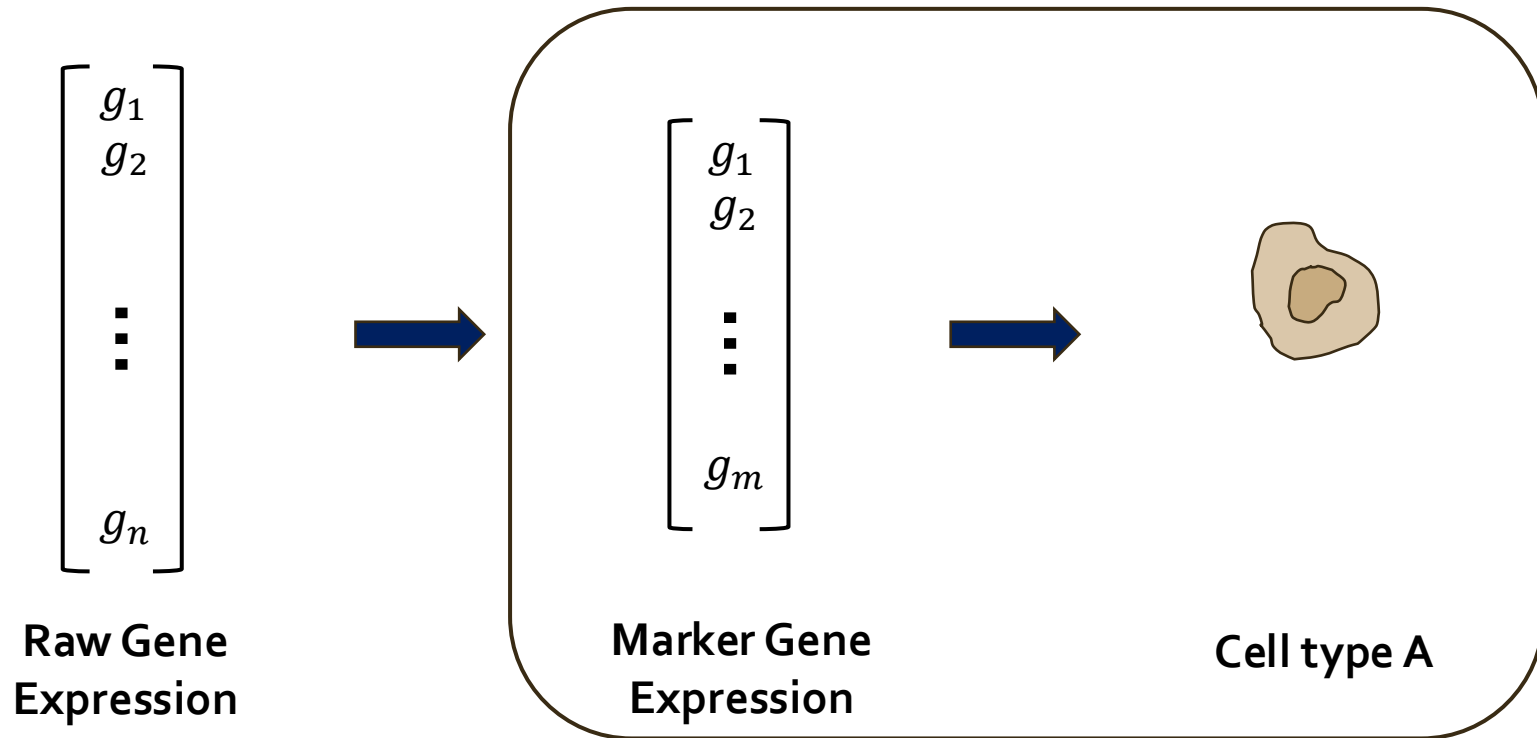 g₁
g₂
⋮
gₙ
Raw Gene
Expression
g₁
g₂
⋮
gₘ
Marker Gene
Expression
Cell type A